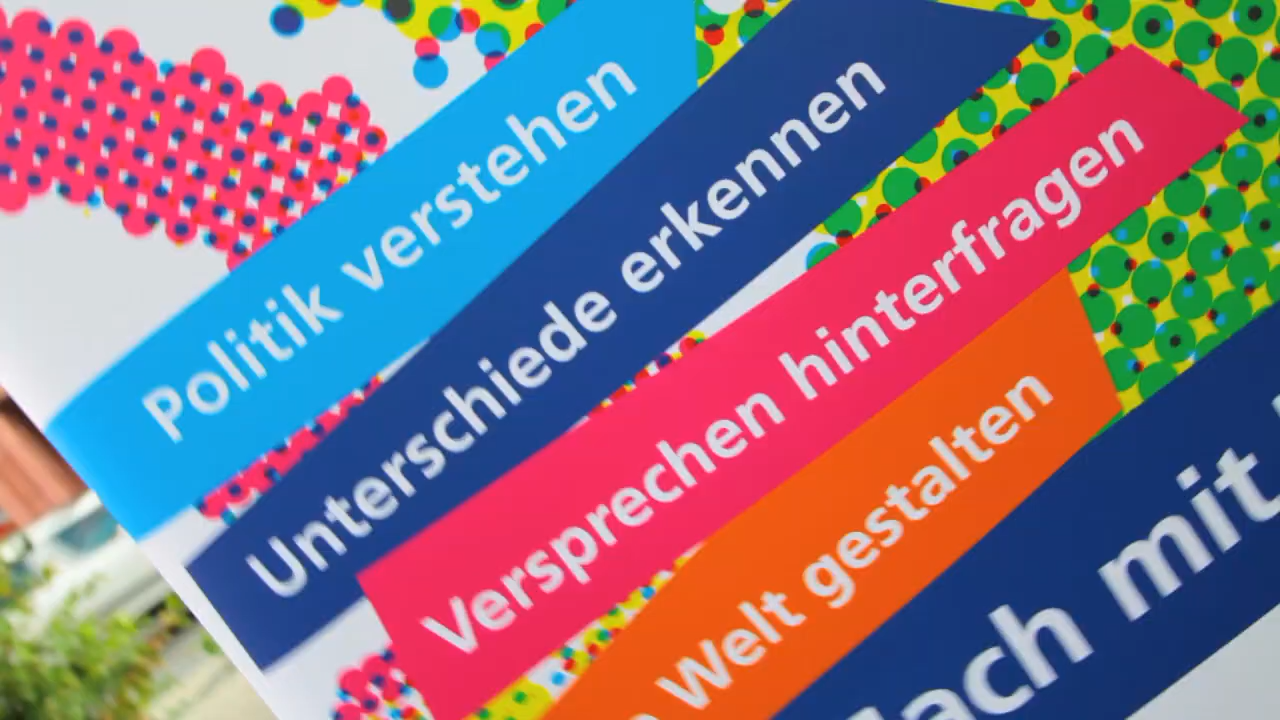 Politik verstehen
Unterschiede erkennen
Versprechen hinterfragen
Welt gestalten
mit